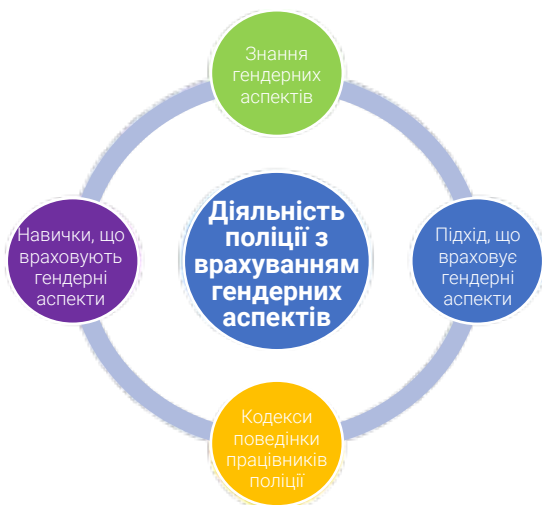 Знання
гендерних
аспектів
Навички, що
враховують
гендерні
аспекти
Діяльність
поліції з
врахуванням
гендерних
аспектів
Підхід, що
враховує
гендерні
аспекти
Кодекси
поведінки
працівників
поліції